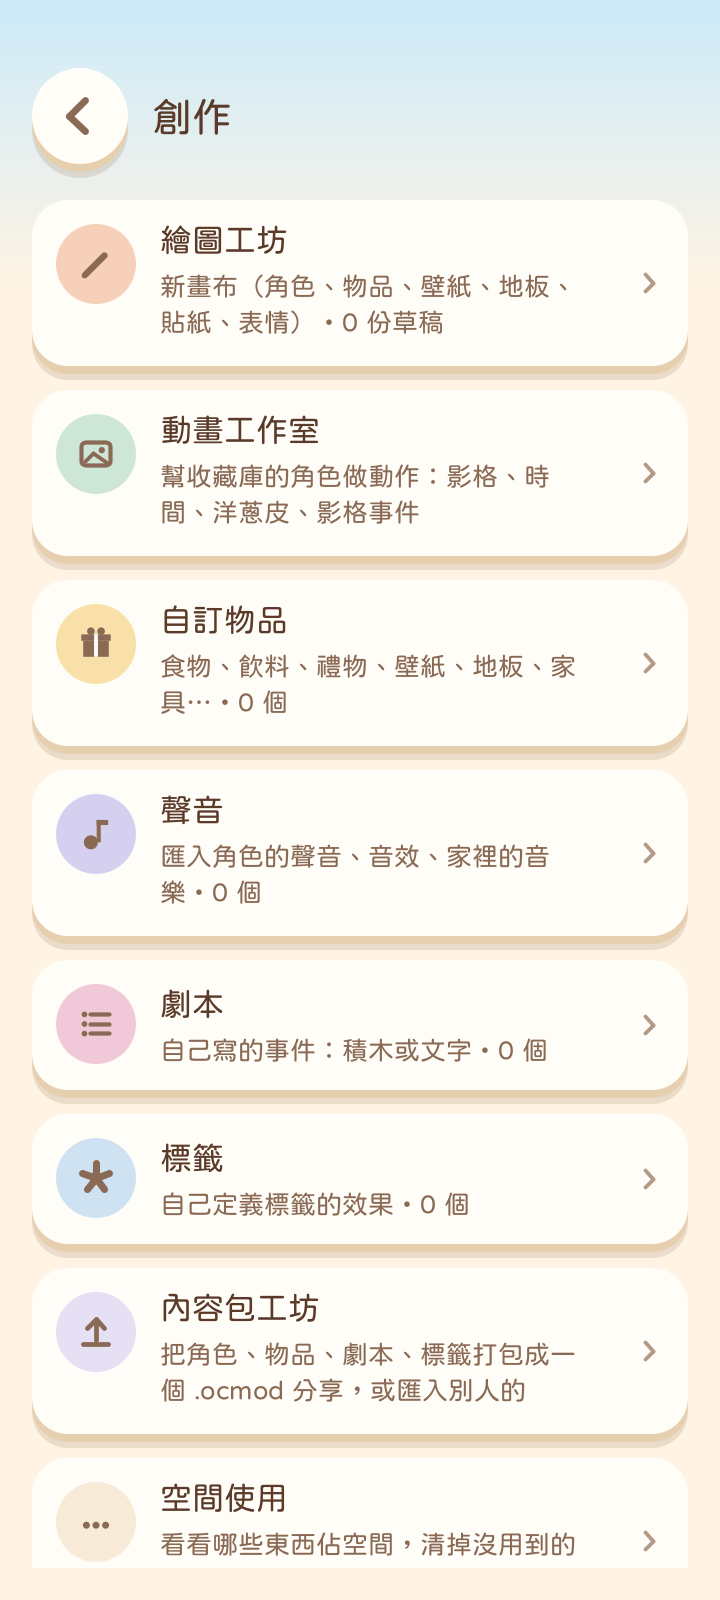 創作
繪圖工坊
新畫布（角色、物品、壁紙、地板、
貼紙、表情）・0 份草稿
動畫工作室
幫收藏庫的角色做動作：影格、時
間、洋蔥皮、影格事件
自訂物品
食物、飲料、禮物、壁紙、地板、家
具…・0 個
聲音
匯入角色的聲音、音效、家裡的音
樂・0 個
劇本
自己寫的事件：積木或文字・0 個
標籤
自己定義標籤的效果・0 個
內容包工坊
把角色、物品、劇本、標籤打包成一
個 .ocmod 分享，或匯入別人的
空間使用
看看哪些東西佔空間，清掉沒用到的